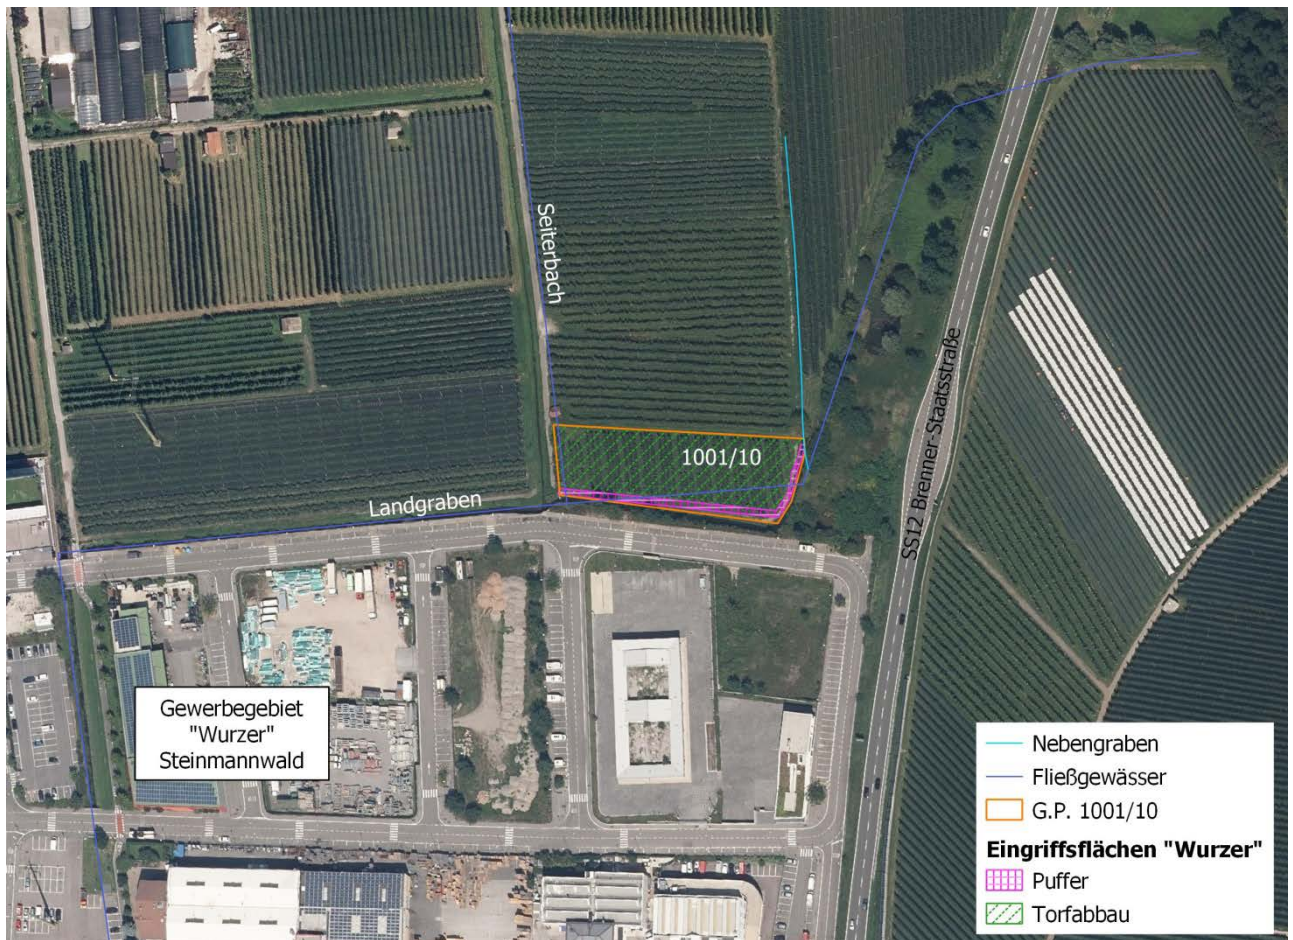 Seiterbach
1001/10
Landgraben
SS12 Brenner-Staatsstraße
Gewerbegebiet
"Wurzer"
Steinmannwald
Nebengraben
Fließgewässer
G.P. 1001/10
Eingriffsflächen "Wurzer"
Puffer
Torfabbau